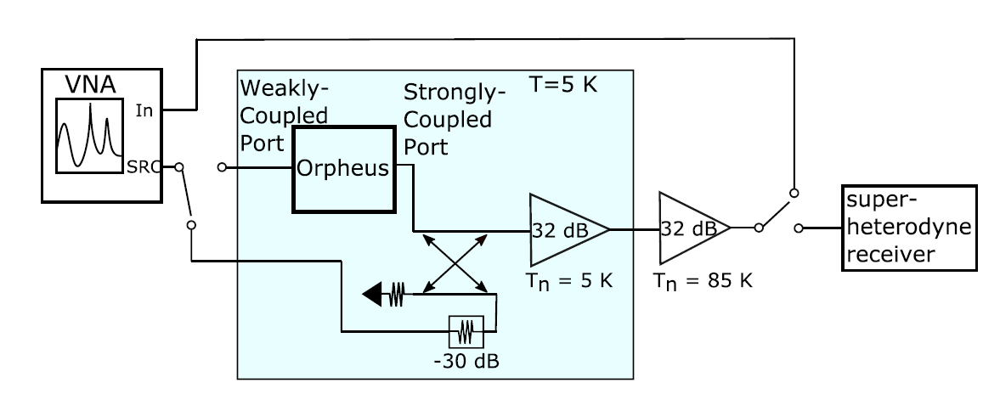 VNA
In
SRC
Weakly-
Coupled
Port
Strongly-
Coupled
Port
T=5 K
Orpheus
32 dB
Tn = 5 K
32 dB
Tn = 85 K
super-
heterodyne
receiver
-30 dB